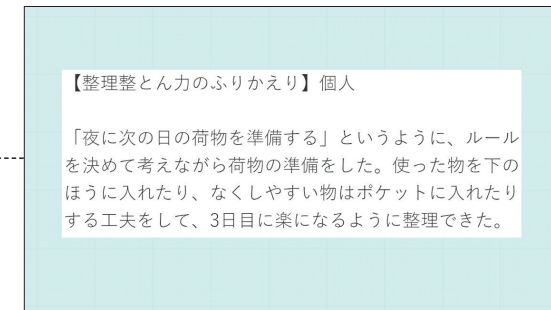 【整理整とん力のふりかえり】個人
「夜に次の日の荷物を準備する」というように、ルール
を決めて考えながら荷物の準備をした。使った物を下の
ほうに入れたり、なくしやすい物はポケットに入れたり
する工夫をして、3日目に楽になるように整理できた。